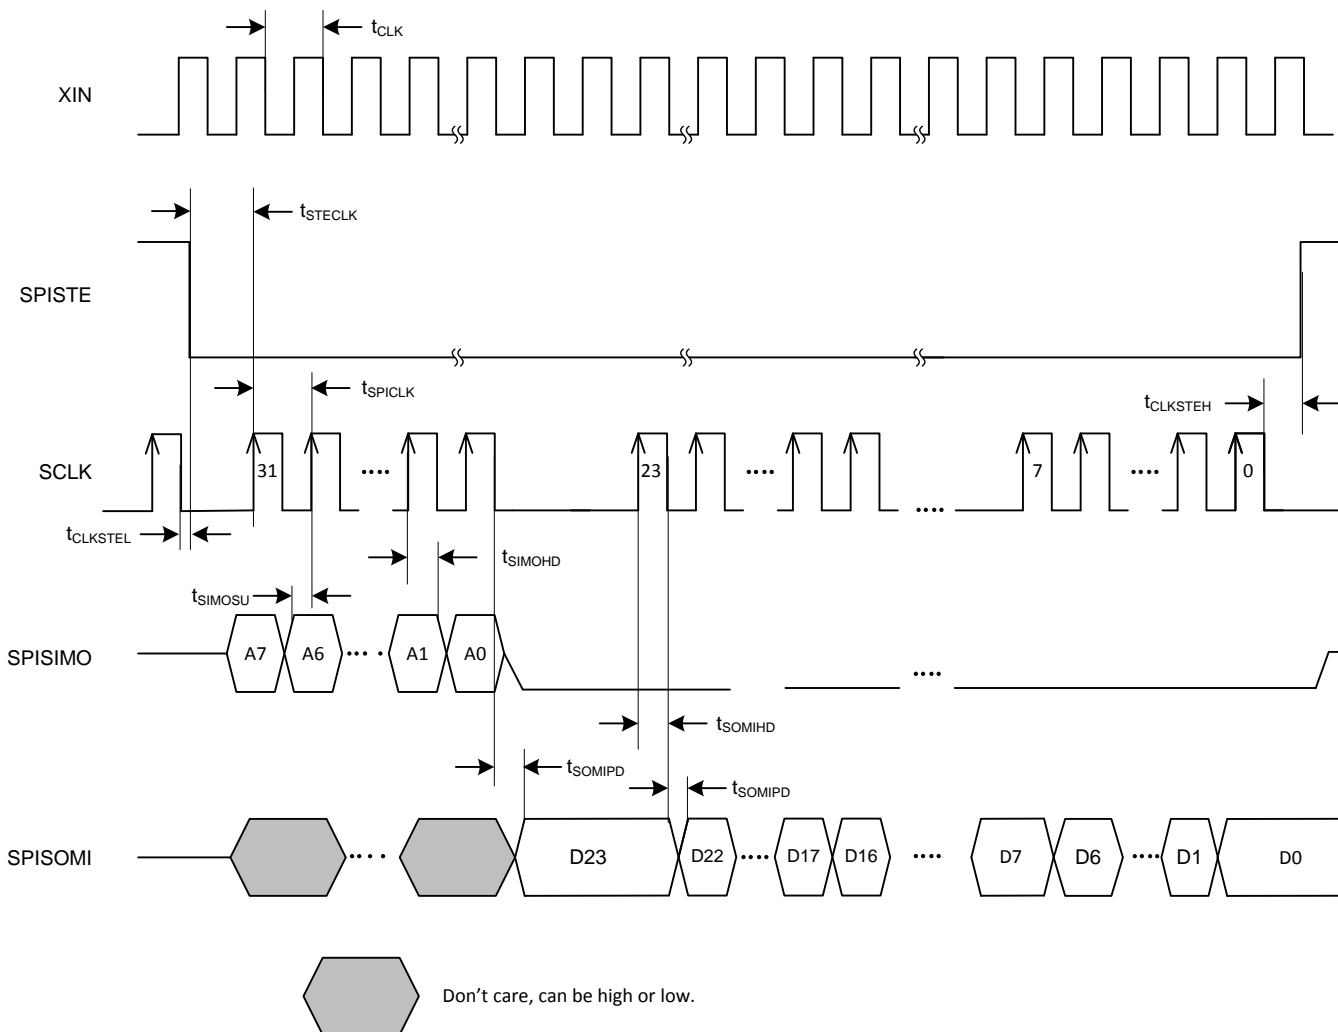 tCLK
XIN
tSTECLK
SPISTE
tSPICLK
tCLKSTEH
SCLK
31
....
23
....
....
7
....
0
tCLKSTEL
tSIMOHD
tSIMOSU
SPISIMO
A7
A6
....
A1
A0
....
tSOMIHD
tSOMIPD
tSOMIPD
SPISOMI
....
D23
D22
....
D17
D16
....
D7
D6
....
D1
D0
Don’t care, can be high or low.